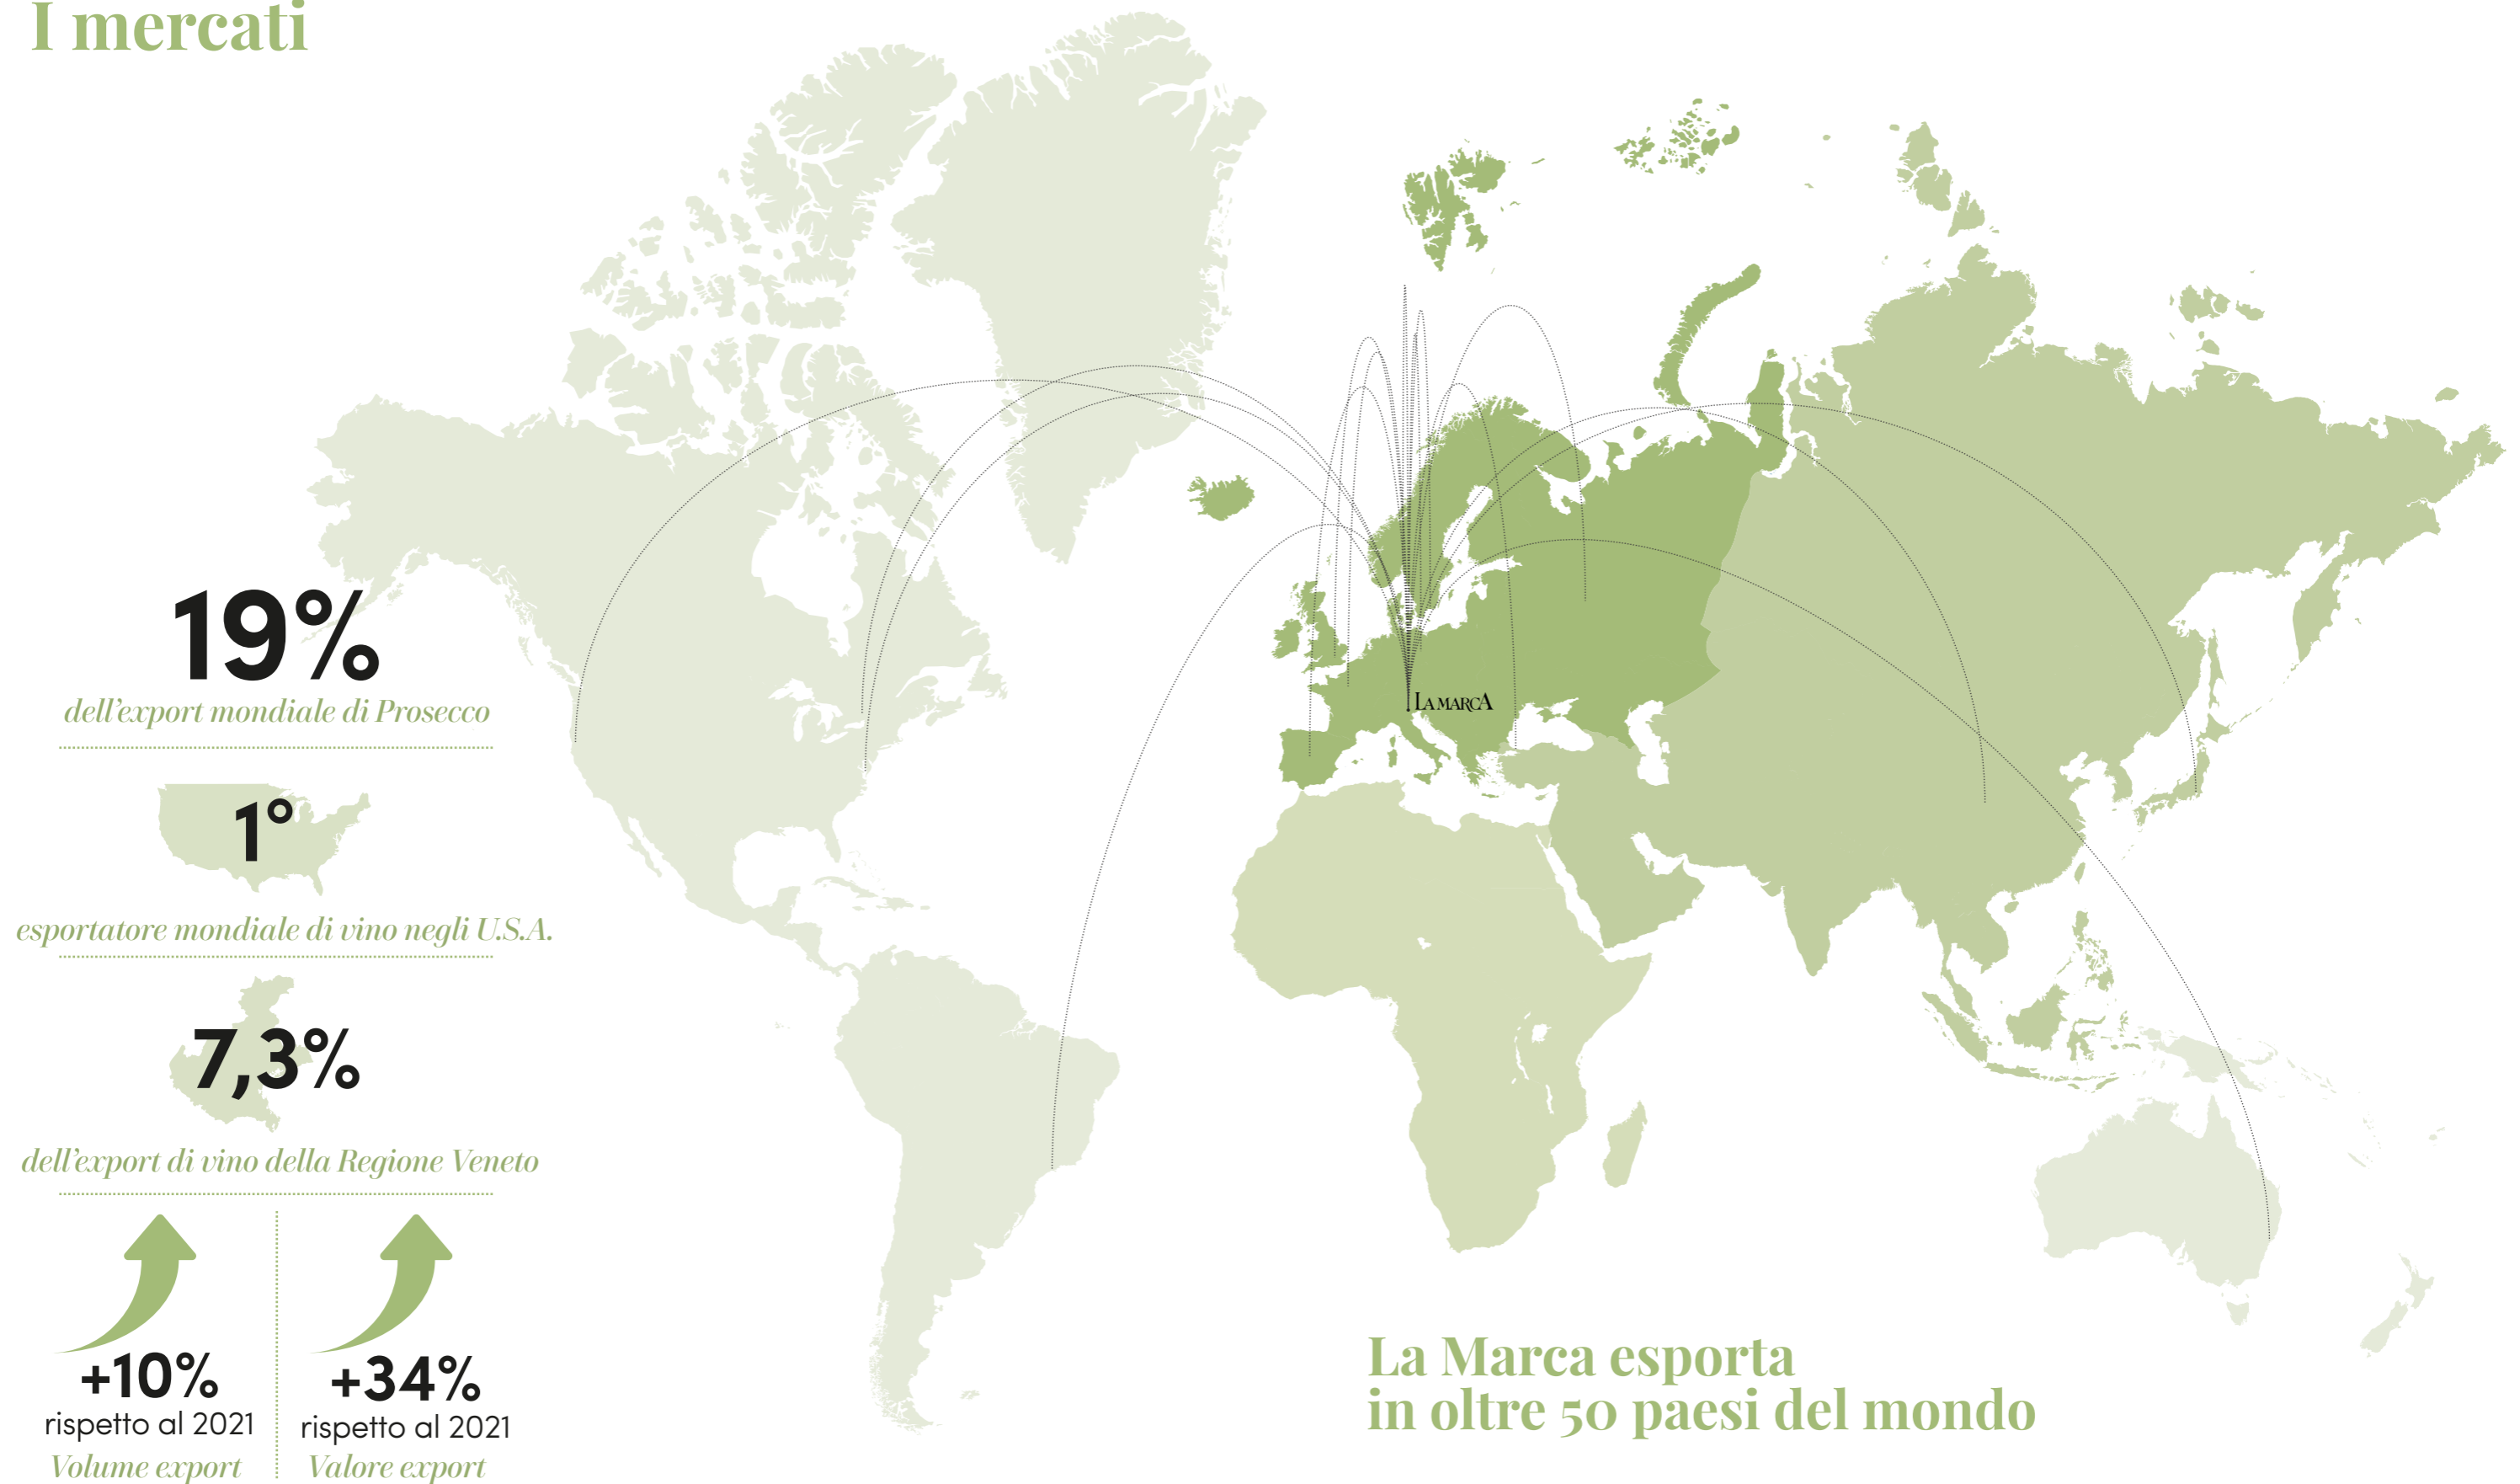 I mercati
19%
dell'export mondiale di Prosecco
1°
esportatore mondiale di vino negli U.S.A.
7,3%
dell'export di vino della Regione Veneto
+10%
rispetto al 2021
Volume export
+34%
rispetto al 2021
Valore export
LA MARCA
La Marca esporta
in oltre 50 paesi del mondo